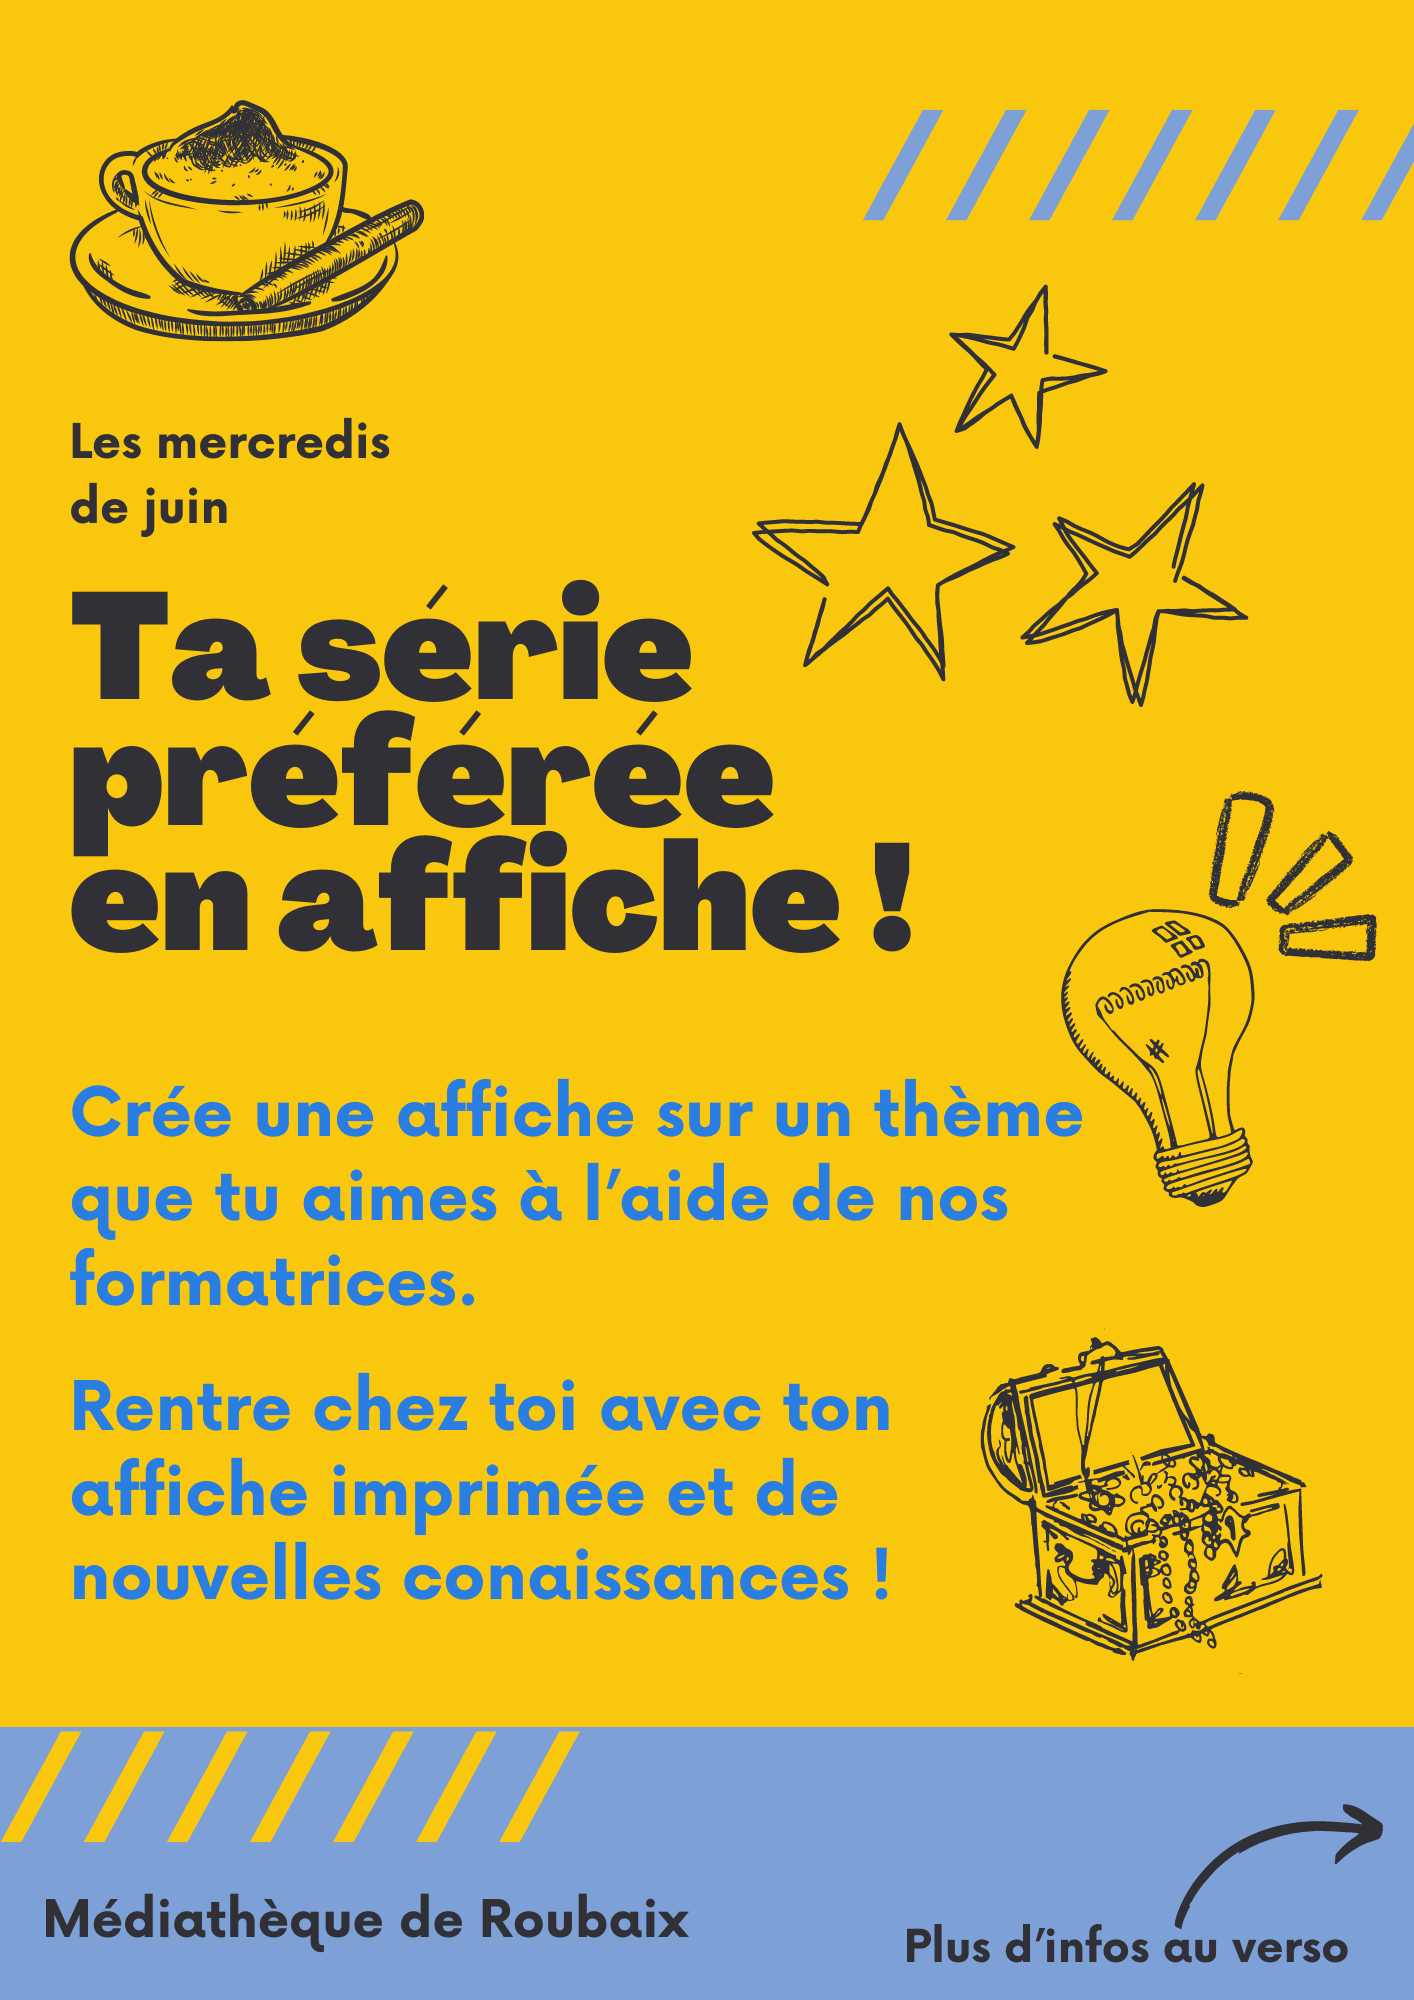 Les mercredis
de juin
Ta série
préférée
en affiche !
Crée une affiche sur un thème
que tu aimes à l’aide de nos
formatrices.
Rentre chez toi avec ton
affiche imprimée et de
nouvelles conaissances !
Médiathèque de Roubaix
Plus d’infos au verso